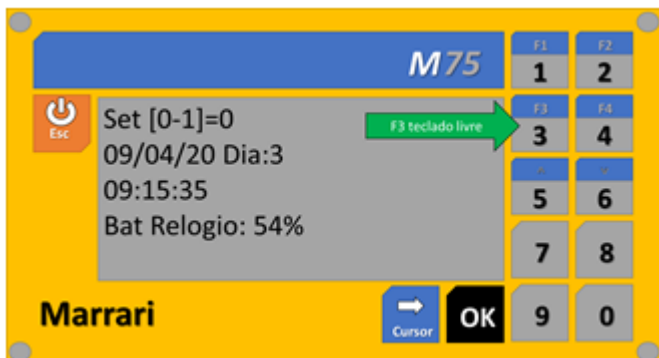 M75
F1
1
F2
2
Esc
Set [0-1]=0
09/04/20 Dia:3
09:15:35
Bat Relogio: 54%
F3 teclado livre
F3
3
F4
4
5
6
7
8
Marrari
Cursor
OK
9
0